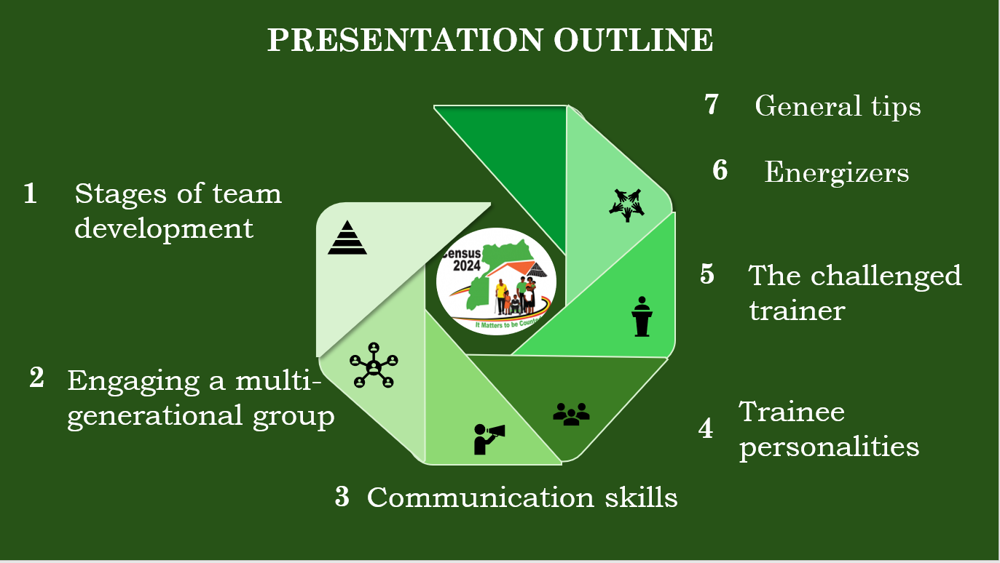 PRESENTATION OUTLINE
1 Stages of team
development
2 Engaging a multi-
generational group
3 Communication skills
4 Trainee
personalities
5 The challenged
trainer
6 Energizers
7 General tips
Census
2024
It Matters to be Counted